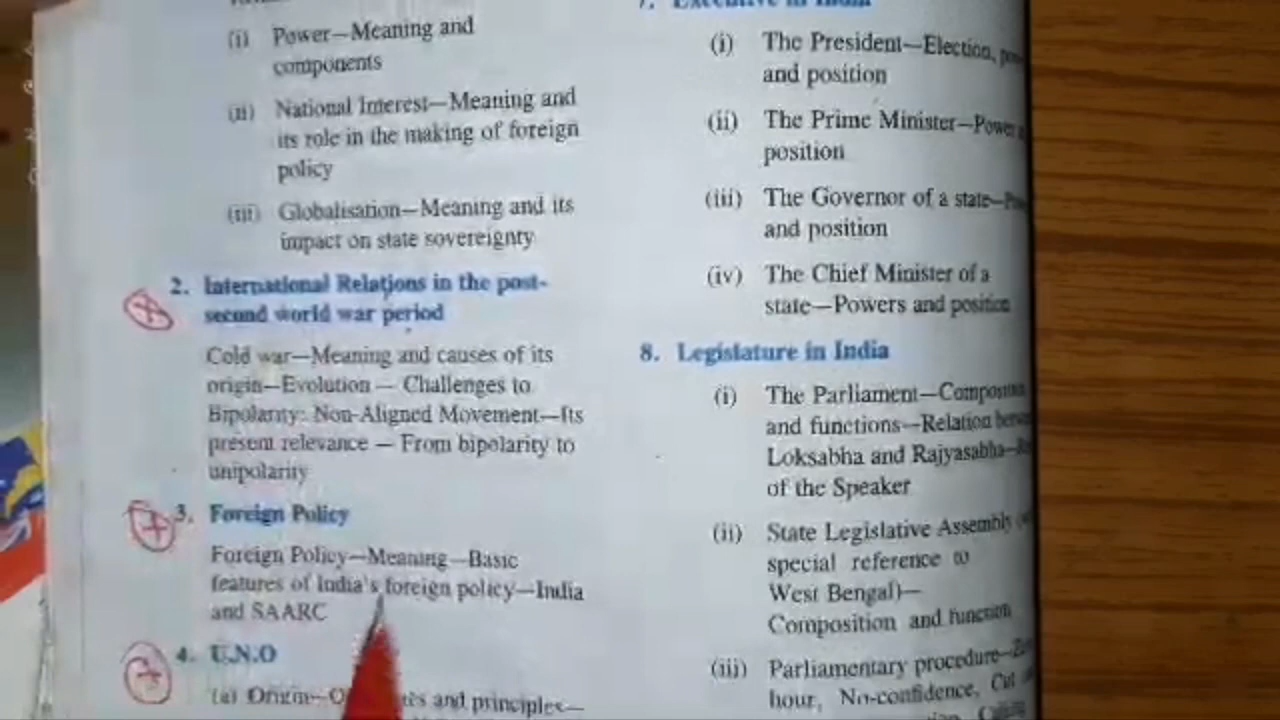 (i) Power—Meaning and
components
(ii) National Interest—Meaning and
its role in the making of foreign
policy
(iii) Globalisation—Meaning and its
impact on state sovereignty
2. International Relations in the post-
second world war period
Cold war—Meaning and causes of its
origin—Evolution — Challenges to
Bipolarity: Non-Aligned Movement—Its
present relevance — From bipolarity to
unipolarity
3. Foreign Policy
Foreign Policy—Meaning—Basic
features of India's foreign policy—India
and SAARC
4. U.N.O
(a) Origin— and principles—
7. Executive in India
(i) The President—Election,
and position
(ii) The Prime Minister—Power
position
(iii) The Governor of a state—
and position
(iv) The Chief Minister of a
state—Powers and position
8. Legislature in India
(i) The Parliament—
and functions—Relation
Loksabha and Rajyasabha—
of the Speaker
(ii) State Legislative Assembly
special reference to
West Bengal)—
Composition and function
(iii) Parliamentary procedure—
hour, No-confidence, Cut